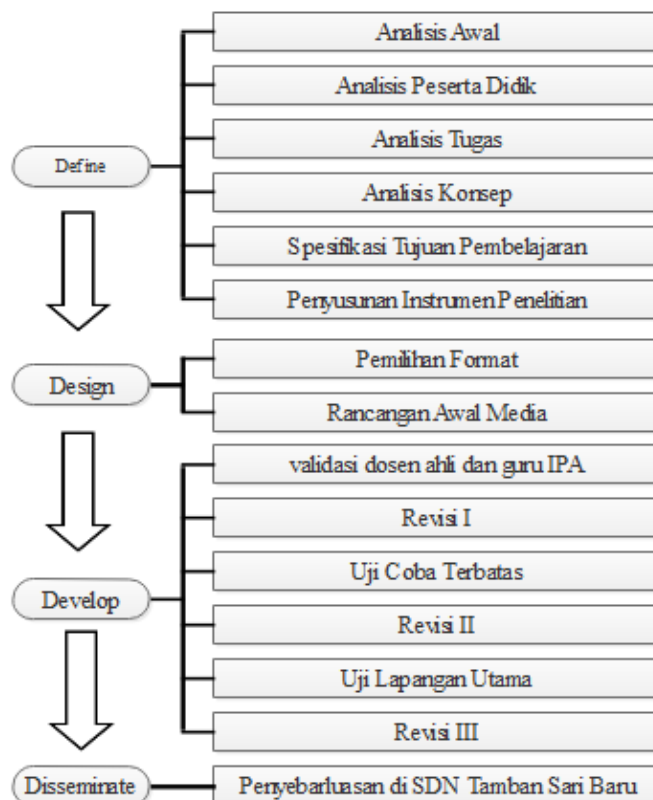 Define
Analisis Awal
Analisis Peserta Didik
Analisis Tugas
Analisis Konsep
Spesifikasi Tujuan Pembelajaran
Penyusunan Instrumen Penelitian
Design
Pemilihan Format
Rancangan Awal Media
Develop
validasi dosen ahli dan guru IPA
Revisi I
Uji Coba Terbatas
Revisi II
Uji Lapangan Utama
Revisi III
Disseminate
Penyebarluasan di SDN Tamban Sari Baru